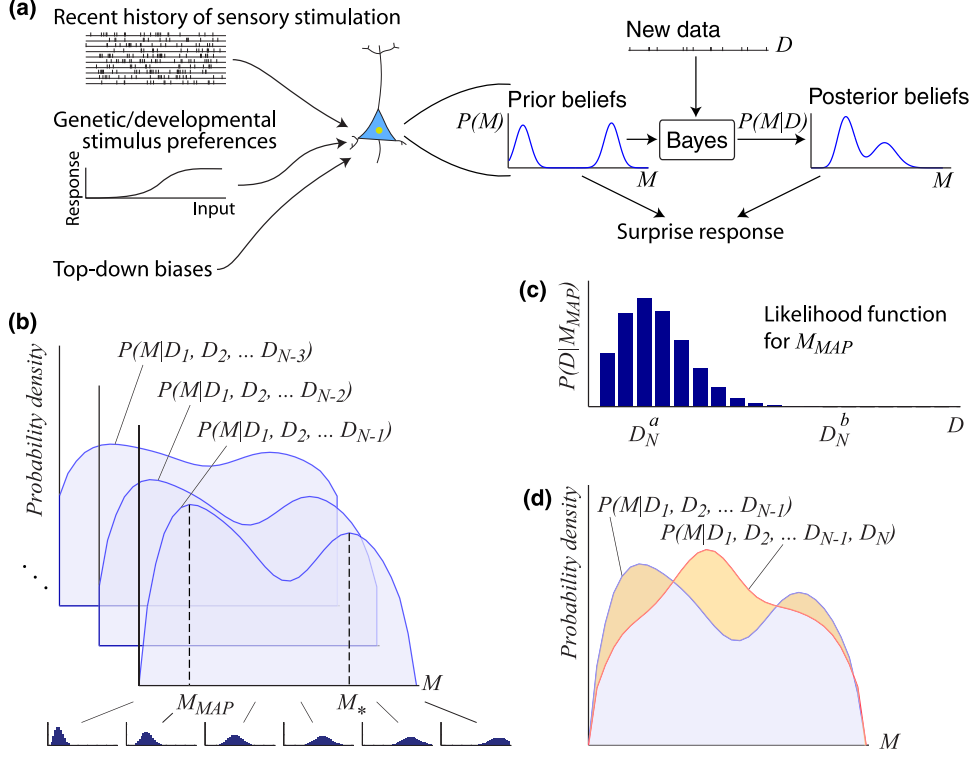 (a)
Recent history of sensory stimulation
Genetic/developmental
stimulus preferences
Response
Input
Top-down biases
New data
D
Prior beliefs
P(M)
M
Bayes
P(M|D)
Posterior beliefs
M
Surprise response
(b)
Probability density
P(M|D1, D2, ... DN-3)
P(M|D1, D2, ... DN-2)
P(M|D1, D2, ... DN-1)
. . .
M
MMAP
M*
(c)
P(D|MMAP)
Likelihood function
for MMAP
DNa
DNb
D
(d)
Probability density
P(M|D1, D2, ... DN-1)
P(M|D1, D2, ... DN-1, DN)
M